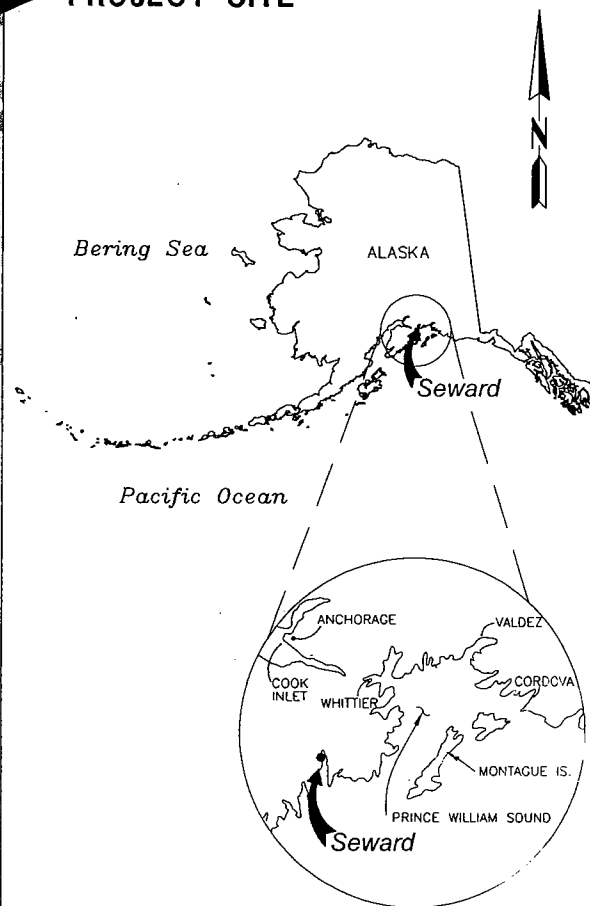 PROJECT SITE
N
Bering Sea
ALASKA
Seward
Pacific Ocean
ANCHORAGE
VALDEZ
COOK
INLET
WHITTIER
CORDOVA
MONTAGUE IS.
PRINCE WILLIAM SOUND
Seward